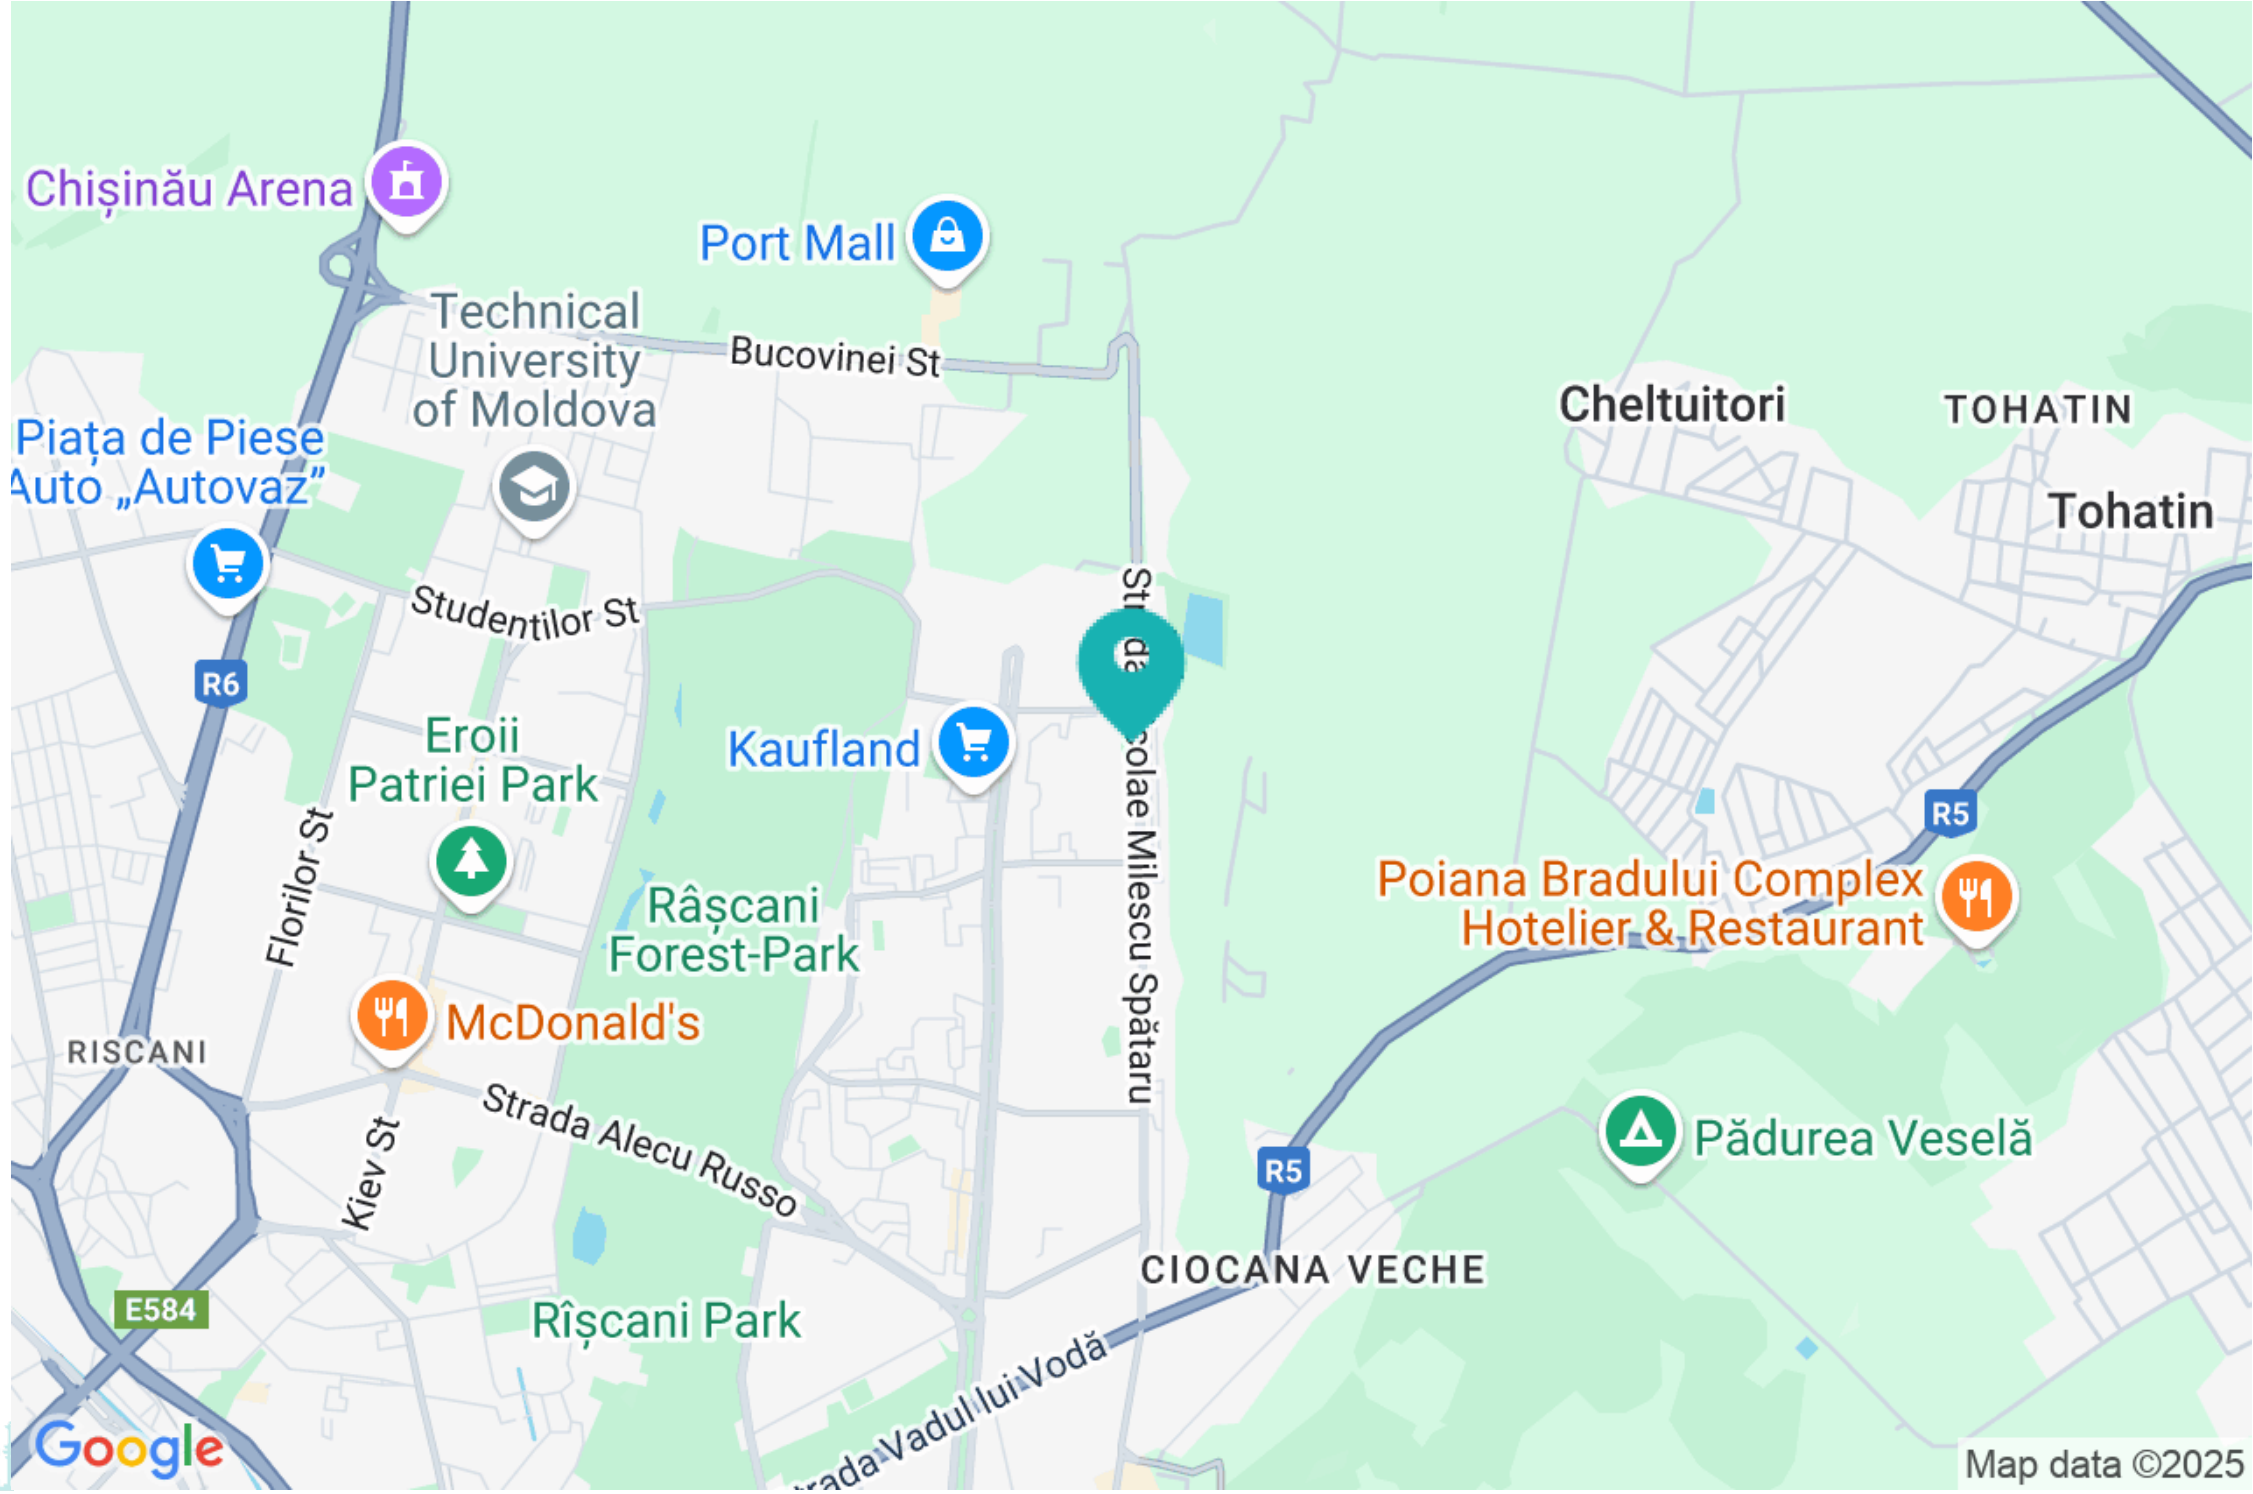 Chișinău Arena
Port Mall
Technical
University
of Moldova
Bucovinei St
Cheltuitori
TOHATIN
Piața de Piese
Auto „Autovaz”
Tohatin
Studentilor St
R6
Eroii
Patriei Park
Kaufland
colae Milescu Spătaru
R5
Florilor St
Poiana Bradului Complex
Hotelier & Restaurant
Râșcani
Forest-Park
McDonald's
RISCANI
Strada Alecu Russo
Kiev St
Pădurea Veselă
R5
CIOCANA VECHE
E584
Rîșcani Park
trada Vadul lui Vodă
Google
Map data ©2025